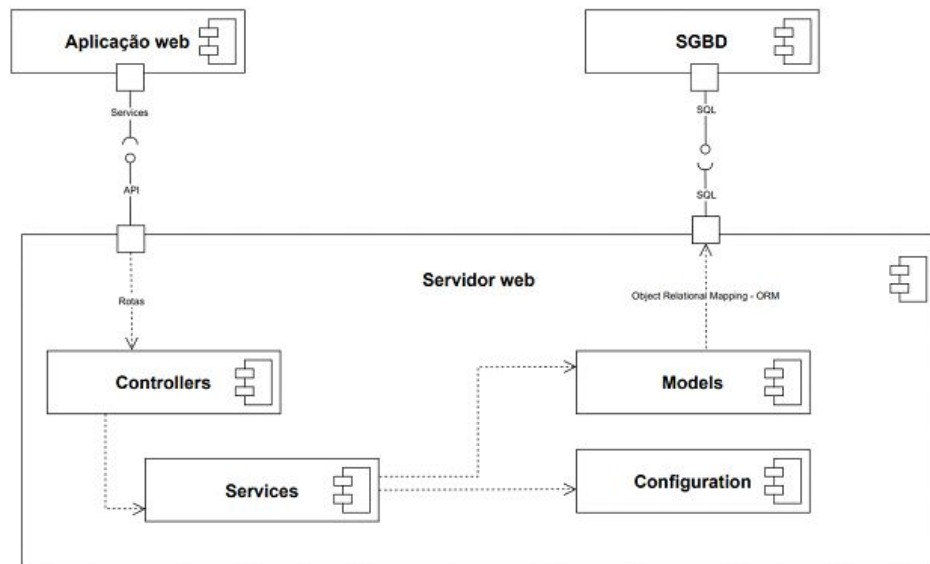 Aplicação web
SGBD
Services
SQL
API
SQL
Servidor web
Rotas
Object Relational Mapping - ORM
Controllers
Models
Services
Configuration